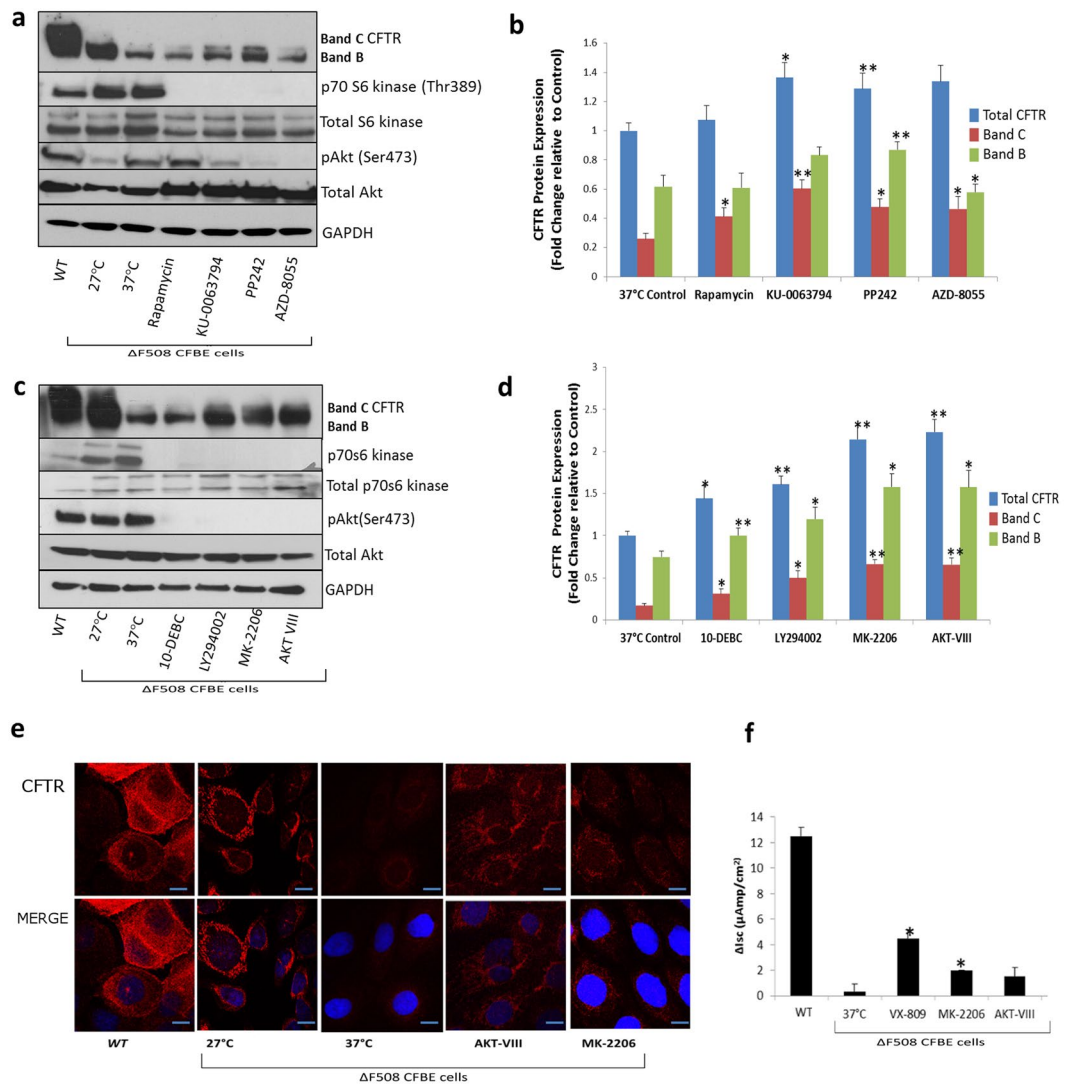 a
Band C CFTR
Band B
p70 S6 kinase (Thr389)
Total S6 kinase
pAkt (Ser473)
Total Akt
GAPDH
WT
27°C
37°C
Rapamycin
KU-0063794
PP242
AZD-8055
ΔF508 CFBE cells
b
CFTR Protein Expression
(Fold Change relative to Control)
1.6
1.4
1.2
1
0.8
0.6
0.4
0.2
0
*
**
*
**
*
**
*
*
*
Total CFTR
Band C
Band B
37°C Control
Rapamycin
KU-0063794
PP242
AZD-8055
c
Band C CFTR
Band B
p70s6 kinase
Total p70s6 kinase
pAkt(Ser473)
Total Akt
GAPDH
WT
27°C
37°C
10-DEBC
LY294002
MK-2206
AKT VIII
ΔF508 CFBE cells
d
CFTR Protein Expression
(Fold Change relative to Control)
3
2.5
2
1.5
1
0.5
0
*
*
**
**
*
*
**
**
*
**
**
*
Total CFTR
Band C
Band B
37°C Control
10-DEBC
LY294002
MK-2206
AKT-VIII
e
CFTR
MERGE
WT
27°C
37°C
AKT-VIII
MK-2206
ΔF508 CFBE cells
f
ΔIsc (μAmp/cm²)
14
12
10
8
6
4
2
0
*
*
WT
37°C
VX-809
MK-2206
AKT-VIII
ΔF508 CFBE cells